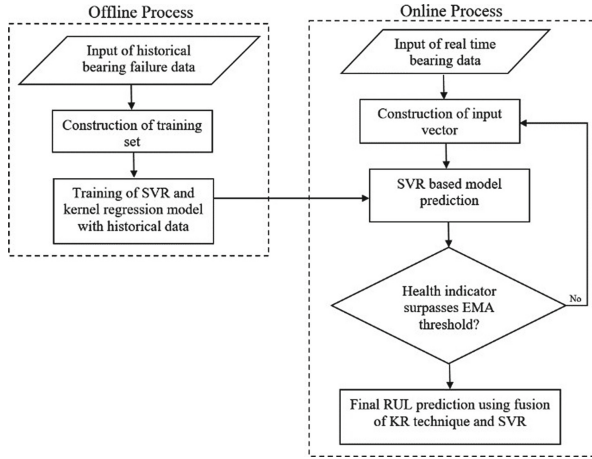 Offline Process
Input of historical
bearing failure data
Construction of training
set
Training of SVR and
kernel regression model
with historical data
Online Process
Input of real time
bearing data
Construction of input
vector
SVR based model
prediction
Health indicator
surpasses EMA
threshold?
No
Final RUL prediction using fusion
of KR technique and SVR